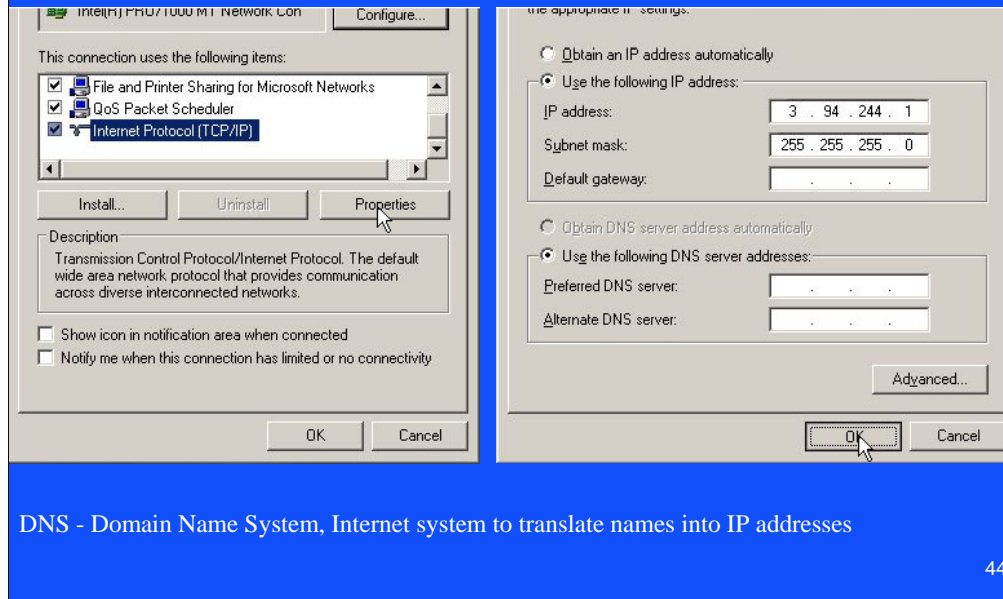 Intel(R) PRO/1000 MT Network Con
Configure...
This connection uses the following items:
File and Printer Sharing for Microsoft Networks
QoS Packet Scheduler
Internet Protocol (TCP/IP)
Install...
Uninstall
Properties
Description
Transmission Control Protocol/Internet Protocol. The default
wide area network protocol that provides communication
across diverse interconnected networks.
Show icon in notification area when connected
Notify me when this connection has limited or no connectivity
OK
Cancel
the appropriate IP settings.
Obtain an IP address automatically
Use the following IP address:
IP address:
3 . 94 . 244 . 1
Subnet mask:
255 . 255 . 255 . 0
Default gateway:
. . .
Obtain DNS server address automatically
Use the following DNS server addresses:
Preferred DNS server:
. . .
Alternate DNS server:
. . .
Advanced...
OK
Cancel
DNS - Domain Name System, Internet system to translate names into IP addresses
44